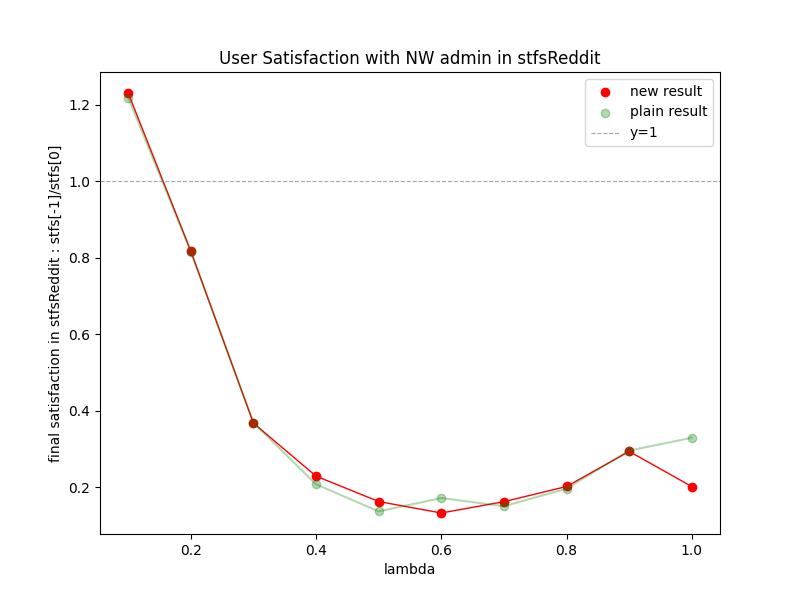 User Satisfaction with NW admin in stfsReddit
new result
plain result
y=1
final satisfaction in stfsReddit : stfs[-1]/stfs[0]
1.2
1.0
0.8
0.6
0.4
0.2
0.2 0.4 0.6 0.8 1.0
lambda